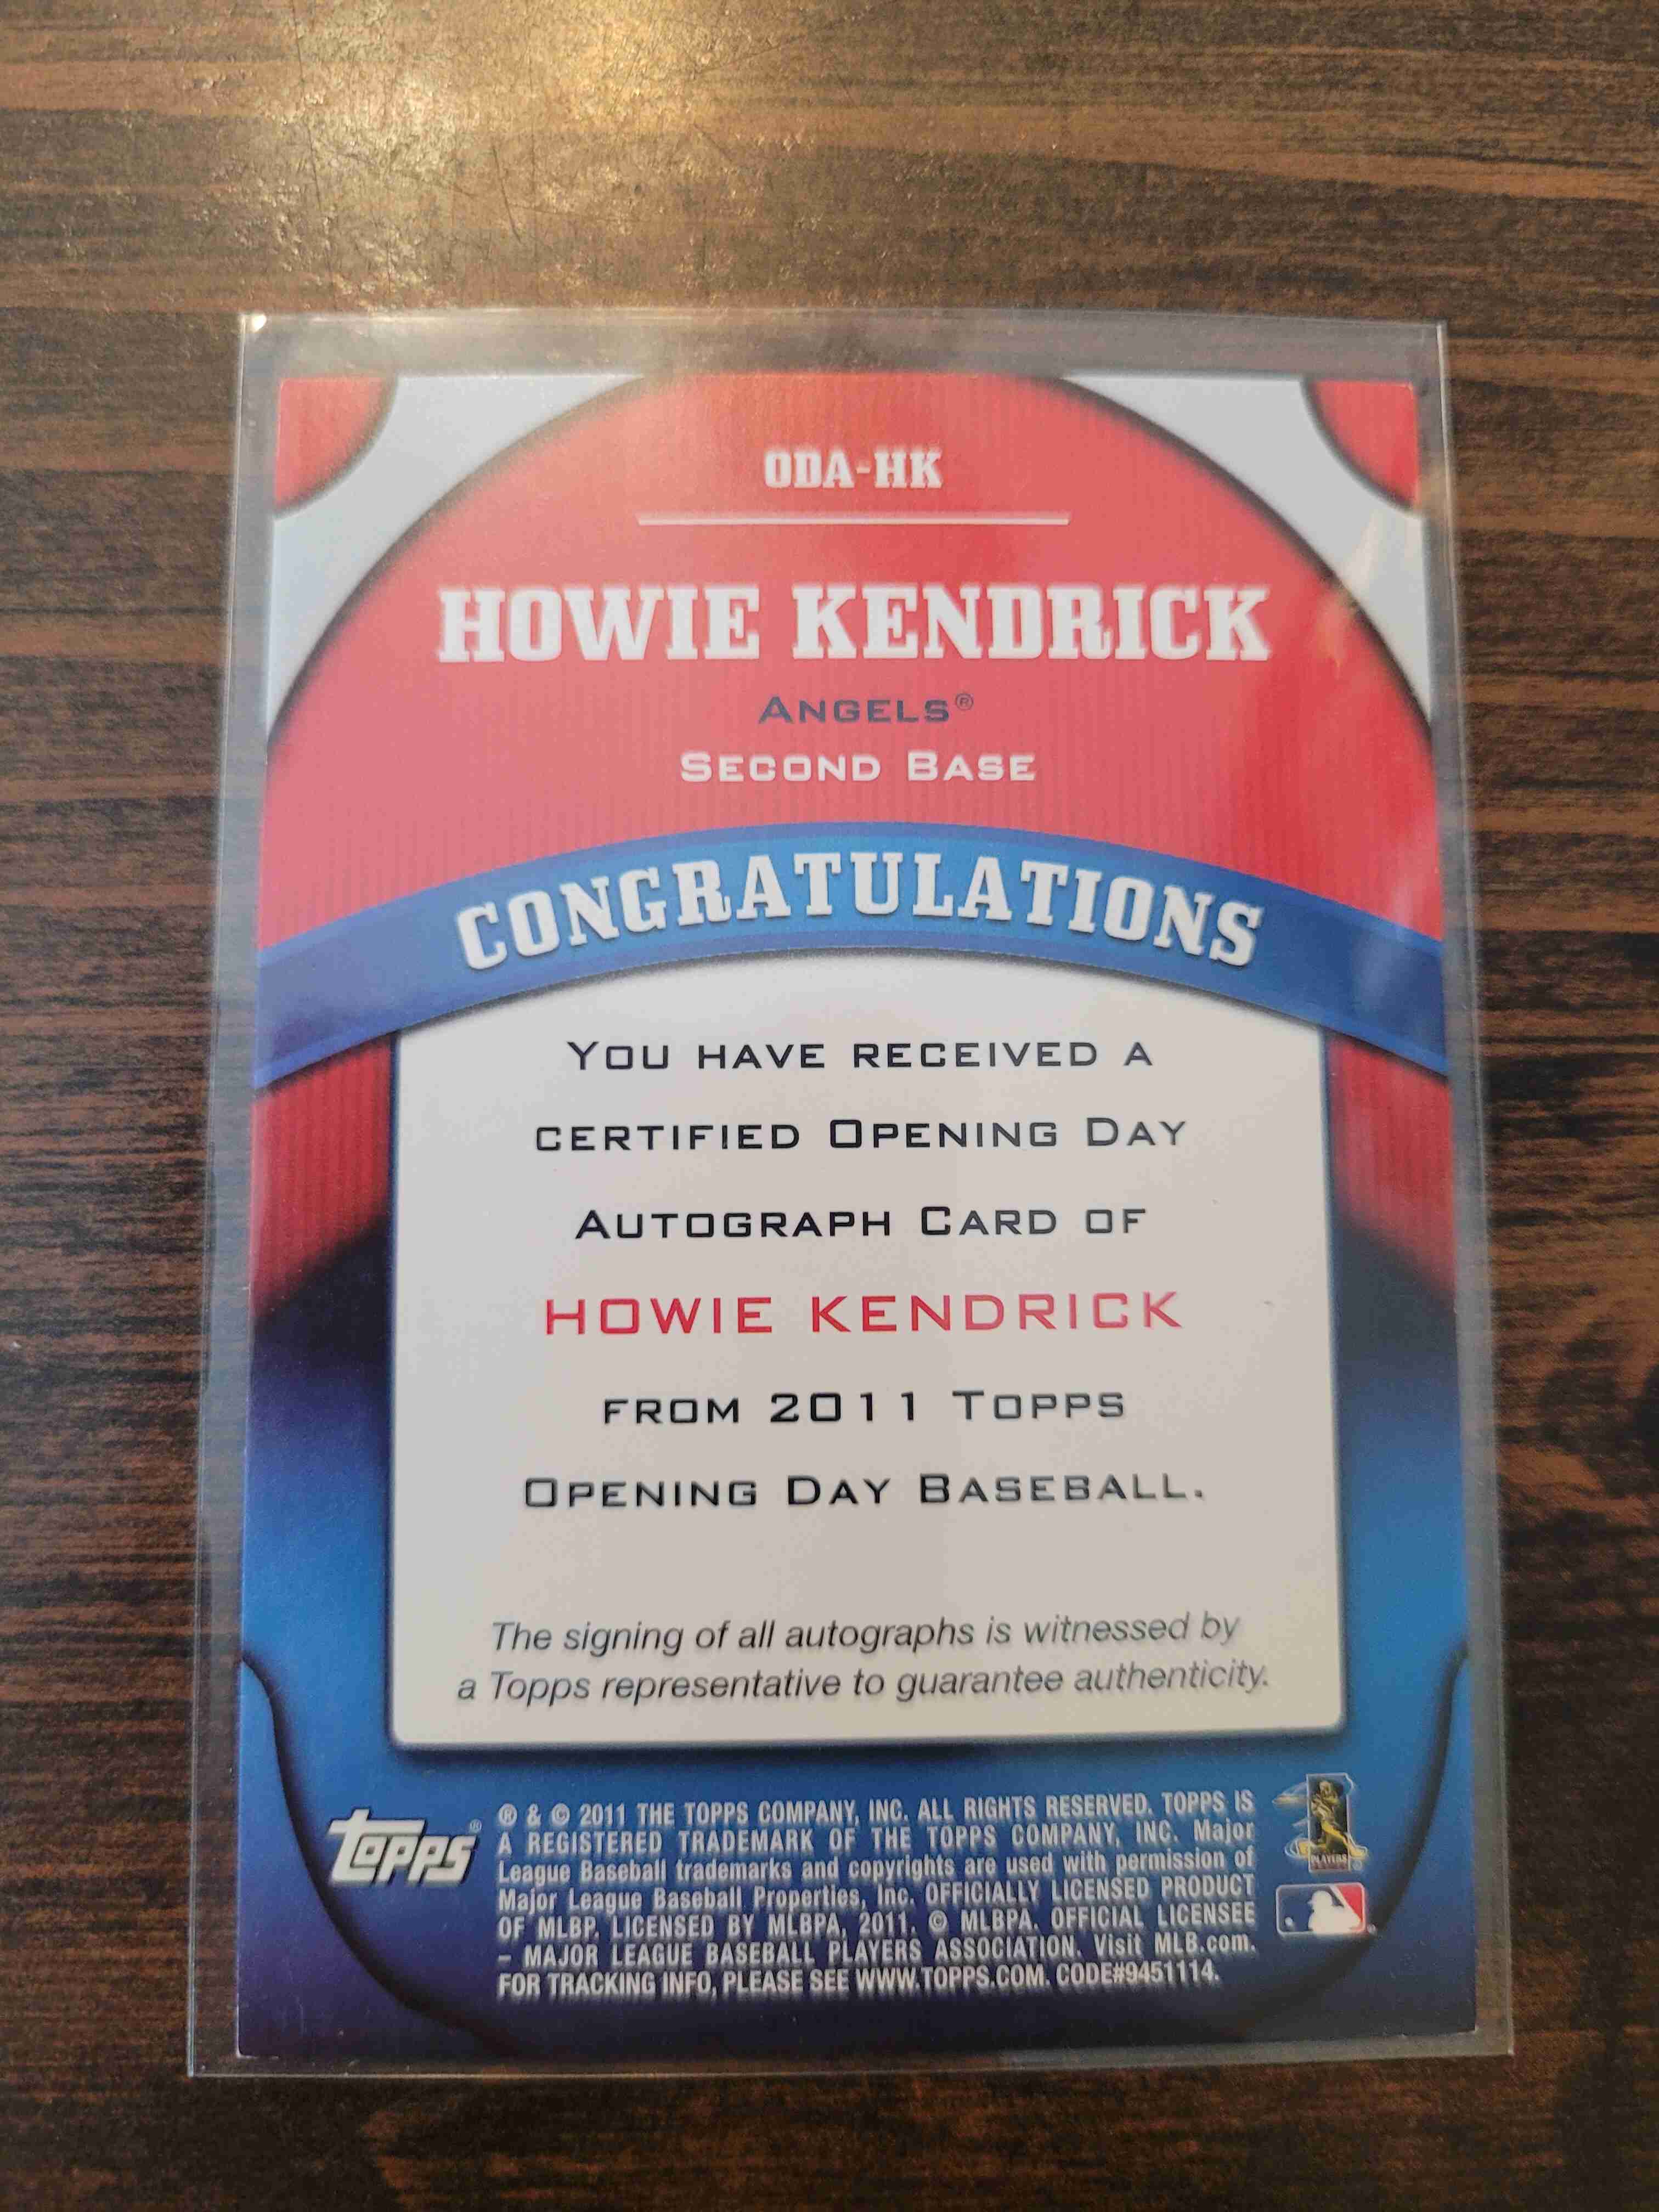 ODA-HK
HOWIE KENDRICK
ANGELS®
SECOND BASE
CONGRATULATIONS
YOU HAVE RECEIVED A
CERTIFIED OPENING DAY
AUTOGRAPH CARD OF
HOWIE KENDRICK
FROM 2011 TOPPS
OPENING DAY BASEBALL.
The signing of all autographs is witnessed by
a Topps representative to guarantee authenticity.
TOPPS®
® & © 2011 THE TOPPS COMPANY, INC. ALL RIGHTS RESERVED. TOPPS IS
A REGISTERED TRADEMARK OF THE TOPPS COMPANY, INC. Major
League Baseball trademarks and copyrights are used with permission of
Major League Baseball Properties, Inc. OFFICIALLY LICENSED PRODUCT
OF MLBP. LICENSED BY MLBPA, 2011. © MLBPA. OFFICIAL LICENSEE
– MAJOR LEAGUE BASEBALL PLAYERS ASSOCIATION. Visit MLB.com.
FOR TRACKING INFO, PLEASE SEE WWW.TOPPS.COM. CODE#9451114.
PLAYERS